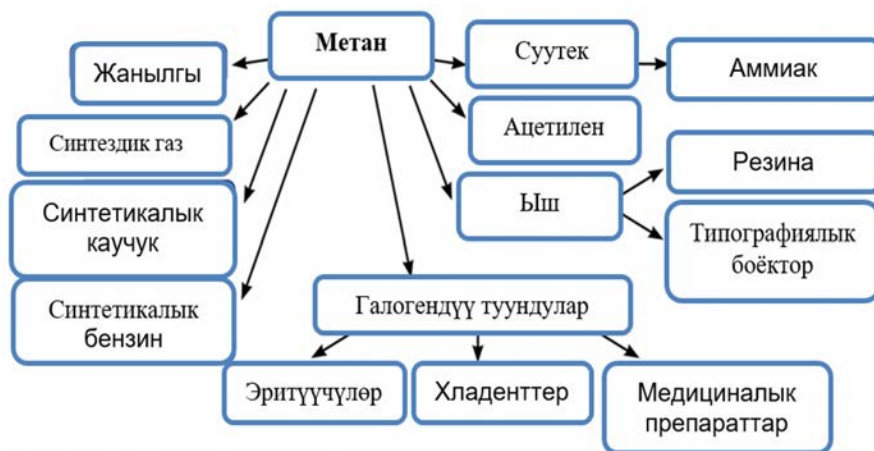 Метан
Жанылгы
Суутек
Аммиак
Синтездик газ
Ацетилен
Синтетикалык
каучук
Ыш
Резина
Типографиялык
боёктор
Синтетикалык
бензин
Галогендүү туундулар
Эритүүчүлөр
Хладенттер
Медициналык
препараттар